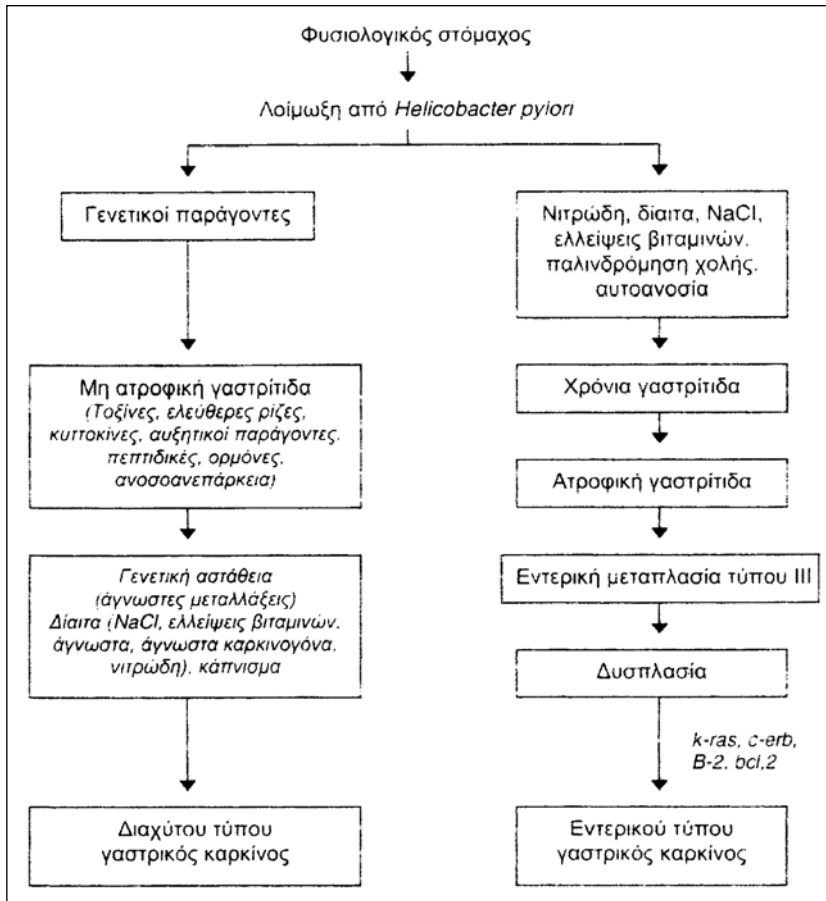 Φυσιολογικός στόμαχος
Λοίμωξη από Helicobacter pylori
Γενετικοί παράγοντες
Μη ατροφική γαστρίτιδα
(Τοξίνες, ελεύθερες ρίζες,
κυττοκίνες, αυξητικοί παράγοντες.
πεπτιδικές, ορμόνες,
ανοσοανεπάρκεια)
Γενετική αστάθεια
(άγνωστες μεταλλάξεις)
Δίαιτα (NaCl, ελλείψεις βιταμινών.
άγνωστα, άγνωστα καρκινογόνα.
νιτρώδη), κάπνισμα
Διαχύτου τύπου
γαστρικός καρκίνος
Νιτρώδη, δίαιτα, NaCl,
ελλείψεις βιταμινών.
παλινδρόμηση χολής.
αυτοανοσία
Χρόνια γαστρίτιδα
Ατροφική γαστρίτιδα
Εντερική μεταπλασία τύπου III
Δυσπλασία
k-ras, c-erb,
B-2. bcl,2
Εντερικού τύπου
γαστρικός καρκίνος